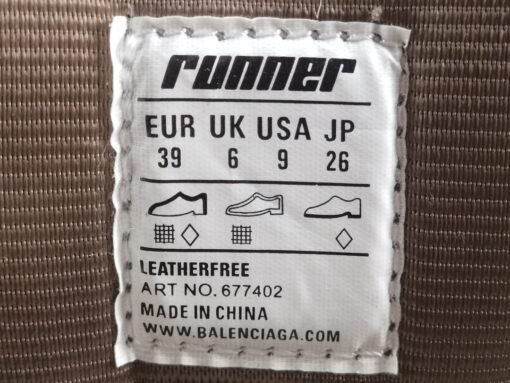 runner
EUR UK USA JP
39 6 9 26
LEATHERFREE
ART NO. 677402
MADE IN CHINA
WWW.BALENCIAGA.COM